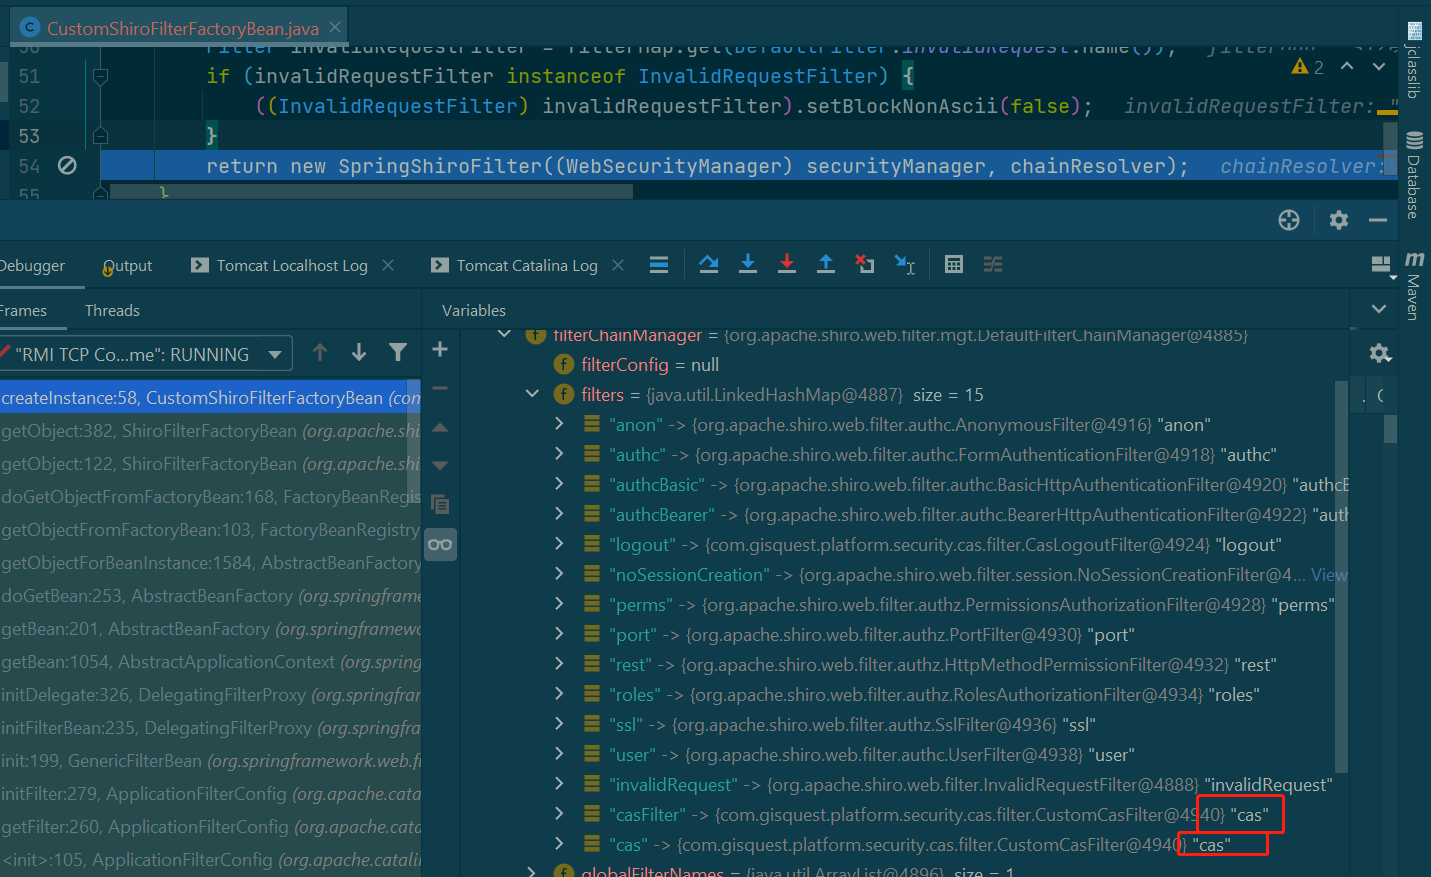 CustomShiroFilterFactoryBean.java
50 Filter invalidRequestFilter = filterMap.get(DefaultFilter.invalidRequest.name());
51 if (invalidRequestFilter instanceof InvalidRequestFilter) {
2
52 ((InvalidRequestFilter) invalidRequestFilter).setBlockNonAscii(false); invalidRequestFilter: "
53 }
54 return new SpringShiroFilter((WebSecurityManager) securityManager, chainResolver); chainResolver:
55 }
jclasslib
Database
Maven
Debugger Output Tomcat Localhost Log Tomcat Catalina Log
Frames Threads Variables
"RMI TCP Co...me": RUNNING
createInstance:58, CustomShiroFilterFactoryBean (con
getObject:382, ShiroFilterFactoryBean (org.apache.shi
getObject:122, ShiroFilterFactoryBean (org.apache.shi
doGetObjectFromFactoryBean:168, FactoryBeanRegis
getObjectFromFactoryBean:103, FactoryBeanRegistry
getObjectForBeanInstance:1584, AbstractBeanFactory
doGetBean:253, AbstractBeanFactory (org.springframe
getBean:201, AbstractBeanFactory (org.springframewo
getBean:1054, AbstractApplicationContext (org.spring
initDelegate:326, DelegatingFilterProxy (org.springfran
initFilterBean:235, DelegatingFilterProxy (org.springfra
init:199, GenericFilterBean (org.springframework.web.f
initFilter:279, ApplicationFilterConfig (org.apache.cata
getFilter:260, ApplicationFilterConfig (org.apache.cata
<init>:105, ApplicationFilterConfig (org.apache.catalin
filterChainManager = {org.apache.shiro.web.filter.mgt.DefaultFilterChainManager@4885}
filterConfig = null
filters = {java.util.LinkedHashMap@4887} size = 15
"anon" -> {org.apache.shiro.web.filter.authc.AnonymousFilter@4916} "anon"
"authc" -> {org.apache.shiro.web.filter.authc.FormAuthenticationFilter@4918} "authc"
"authcBasic" -> {org.apache.shiro.web.filter.authc.BasicHttpAuthenticationFilter@4920} "authcB
"authcBearer" -> {org.apache.shiro.web.filter.authc.BearerHttpAuthenticationFilter@4922} "auth
"logout" -> {com.gisquest.platform.security.cas.filter.CasLogoutFilter@4924} "logout"
"noSessionCreation" -> {org.apache.shiro.web.filter.session.NoSessionCreationFilter@4... View
"perms" -> {org.apache.shiro.web.filter.authz.PermissionsAuthorizationFilter@4928} "perms"
"port" -> {org.apache.shiro.web.filter.authz.PortFilter@4930} "port"
"rest" -> {org.apache.shiro.web.filter.authz.HttpMethodPermissionFilter@4932} "rest"
"roles" -> {org.apache.shiro.web.filter.authz.RolesAuthorizationFilter@4934} "roles"
"ssl" -> {org.apache.shiro.web.filter.authz.SslFilter@4936} "ssl"
"user" -> {org.apache.shiro.web.filter.authc.UserFilter@4938} "user"
"invalidRequest" -> {org.apache.shiro.web.filter.InvalidRequestFilter@4888} "invalidRequest"
"casFilter" -> {com.gisquest.platform.security.cas.filter.CustomCasFilter@4940} "cas"
"cas" -> {com.gisquest.platform.security.cas.filter.CustomCasFilter@4940} "cas"
globalFilterNames = {java.util.ArrayList@4896} size = 1